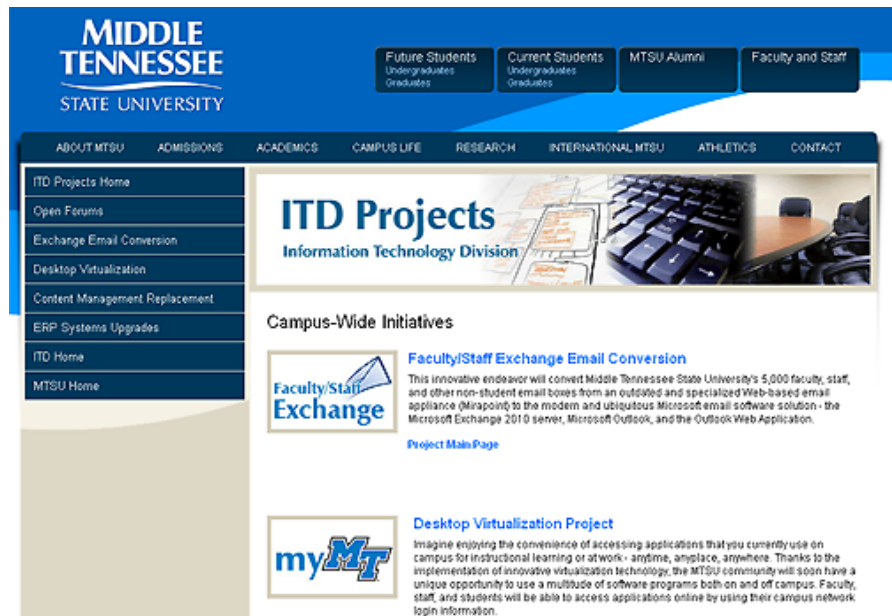 MIDDLE
TENNESSEE
STATE UNIVERSITY
Future Students
Undergraduates
Graduates
Current Students
Undergraduates
Graduates
MTSU Alumni
Faculty and Staff
ABOUT MTSU ADMISSIONS ACADEMICS CAMPUS LIFE RESEARCH INTERNATIONAL MTSU ATHLETICS CONTACT
ITD Projects Home
Open Forums
Exchange Email Conversion
Desktop Virtualization
Content Management Replacement
ERP Systems Upgrades
ITD Home
MTSU Home
ITD Projects
Information Technology Division
Campus-Wide Initiatives
Faculty/Staff
Exchange
Faculty/Staff Exchange Email Conversion
This innovative endeavor will convert Middle Tennessee State University's 5,000 faculty, staff,
and other non-student email boxes from an outdated and specialized Web-based email
appliance (Mirapoint) to the modern and ubiquitous Microsoft email software solution - the
Microsoft Exchange 2010 server, Microsoft Outlook, and the Outlook Web Application.
Project Main Page
myMT
Desktop Virtualization Project
Imagine enjoying the convenience of accessing applications that you currently use on
campus for instructional learning or at work - anytime, anyplace, anywhere. Thanks to the
implementation of innovative virtualization technology, the MTSU community will soon have a
unique opportunity to use a multitude of software programs both on and off campus. Faculty,
staff, and students will be able to access applications online by using their campus network
login information.